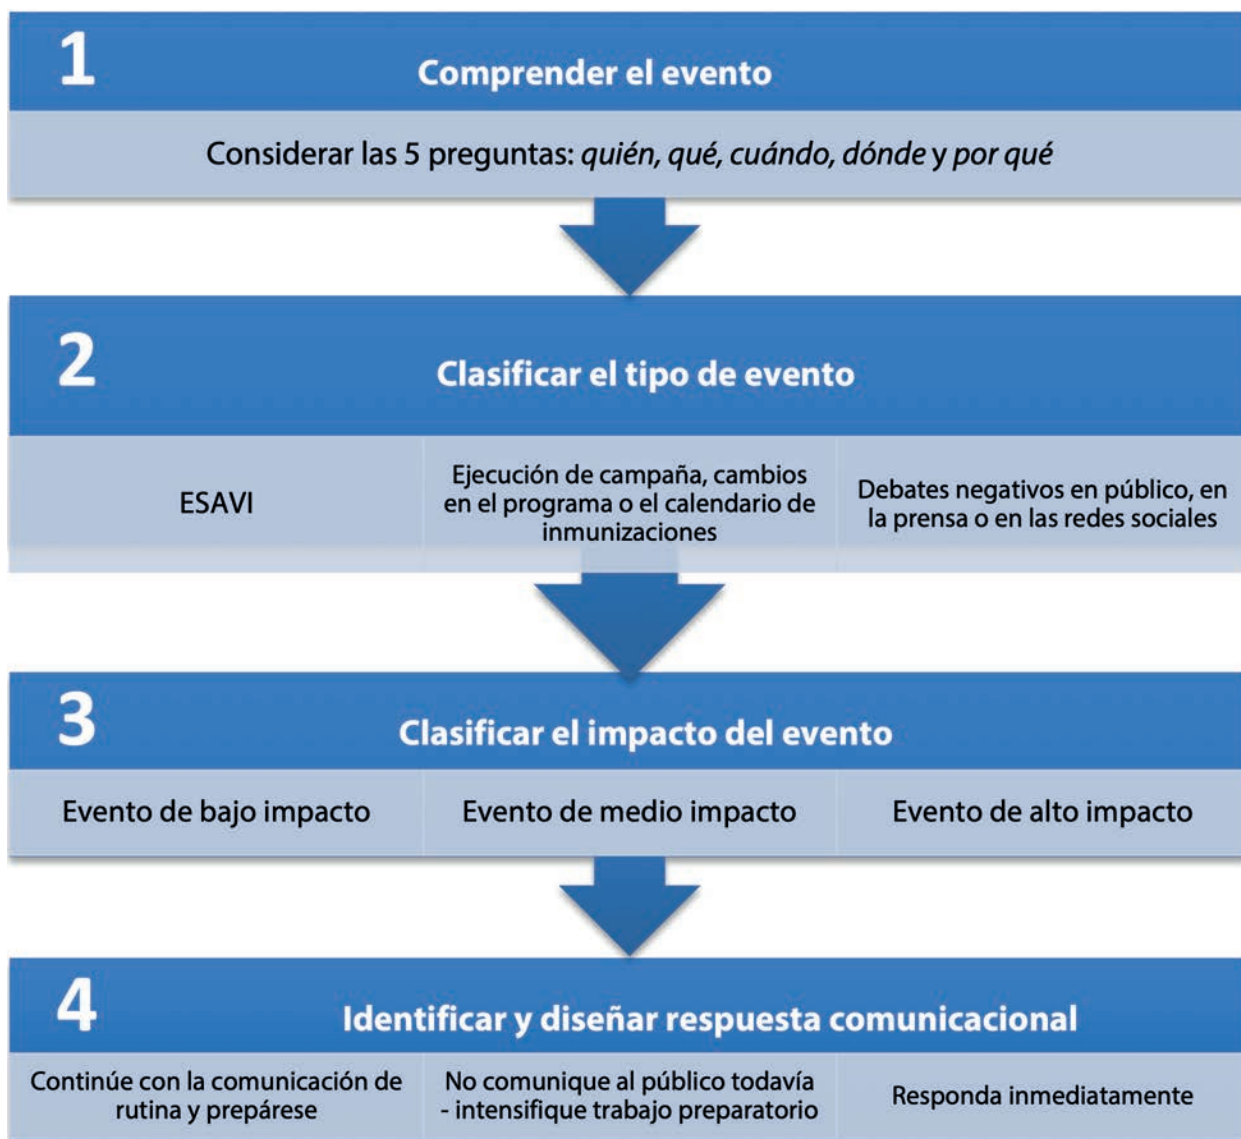 1
Comprender el evento
Considerar las 5 preguntas: quién, qué, cuándo, dónde y por qué
2
Clasificar el tipo de evento
ESAVI
Ejecución de campaña, cambios
en el programa o el calendario de
inmunizaciones
Debates negativos en público, en
la prensa o en las redes sociales
3
Clasificar el impacto del evento
Evento de bajo impacto
Evento de medio impacto
Evento de alto impacto
4
Identificar y diseñar respuesta comunicacional
Continúe con la comunicación de
rutina y prepárese
No comunique al público todavía
- intensifique trabajo preparatorio
Responda inmediatamente